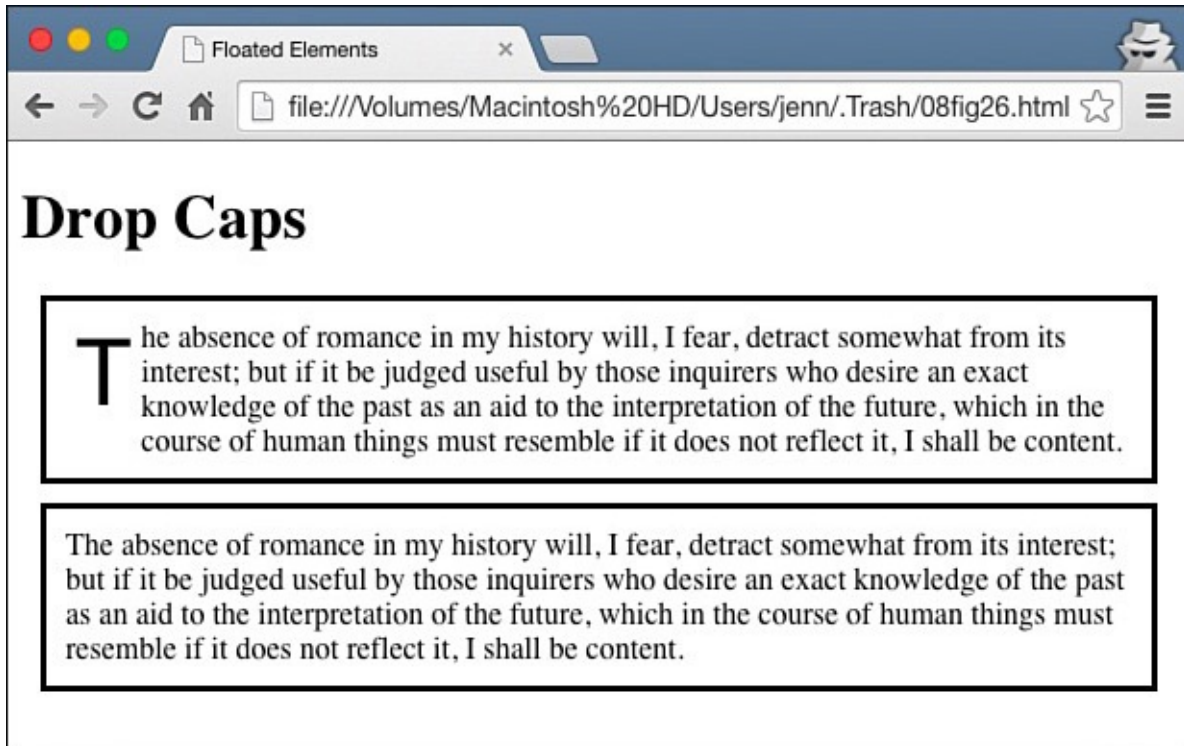 Floated Elements
file:///Volumes/Macintosh%20HD/Users/jenn/.Trash/08fig26.html
Drop Caps
The absence of romance in my history will, I fear, detract somewhat from its
interest; but if it be judged useful by those inquirers who desire an exact
knowledge of the past as an aid to the interpretation of the future, which in the
course of human things must resemble if it does not reflect it, I shall be content.
The absence of romance in my history will, I fear, detract somewhat from its interest;
but if it be judged useful by those inquirers who desire an exact knowledge of the past
as an aid to the interpretation of the future, which in the course of human things must
resemble if it does not reflect it, I shall be content.